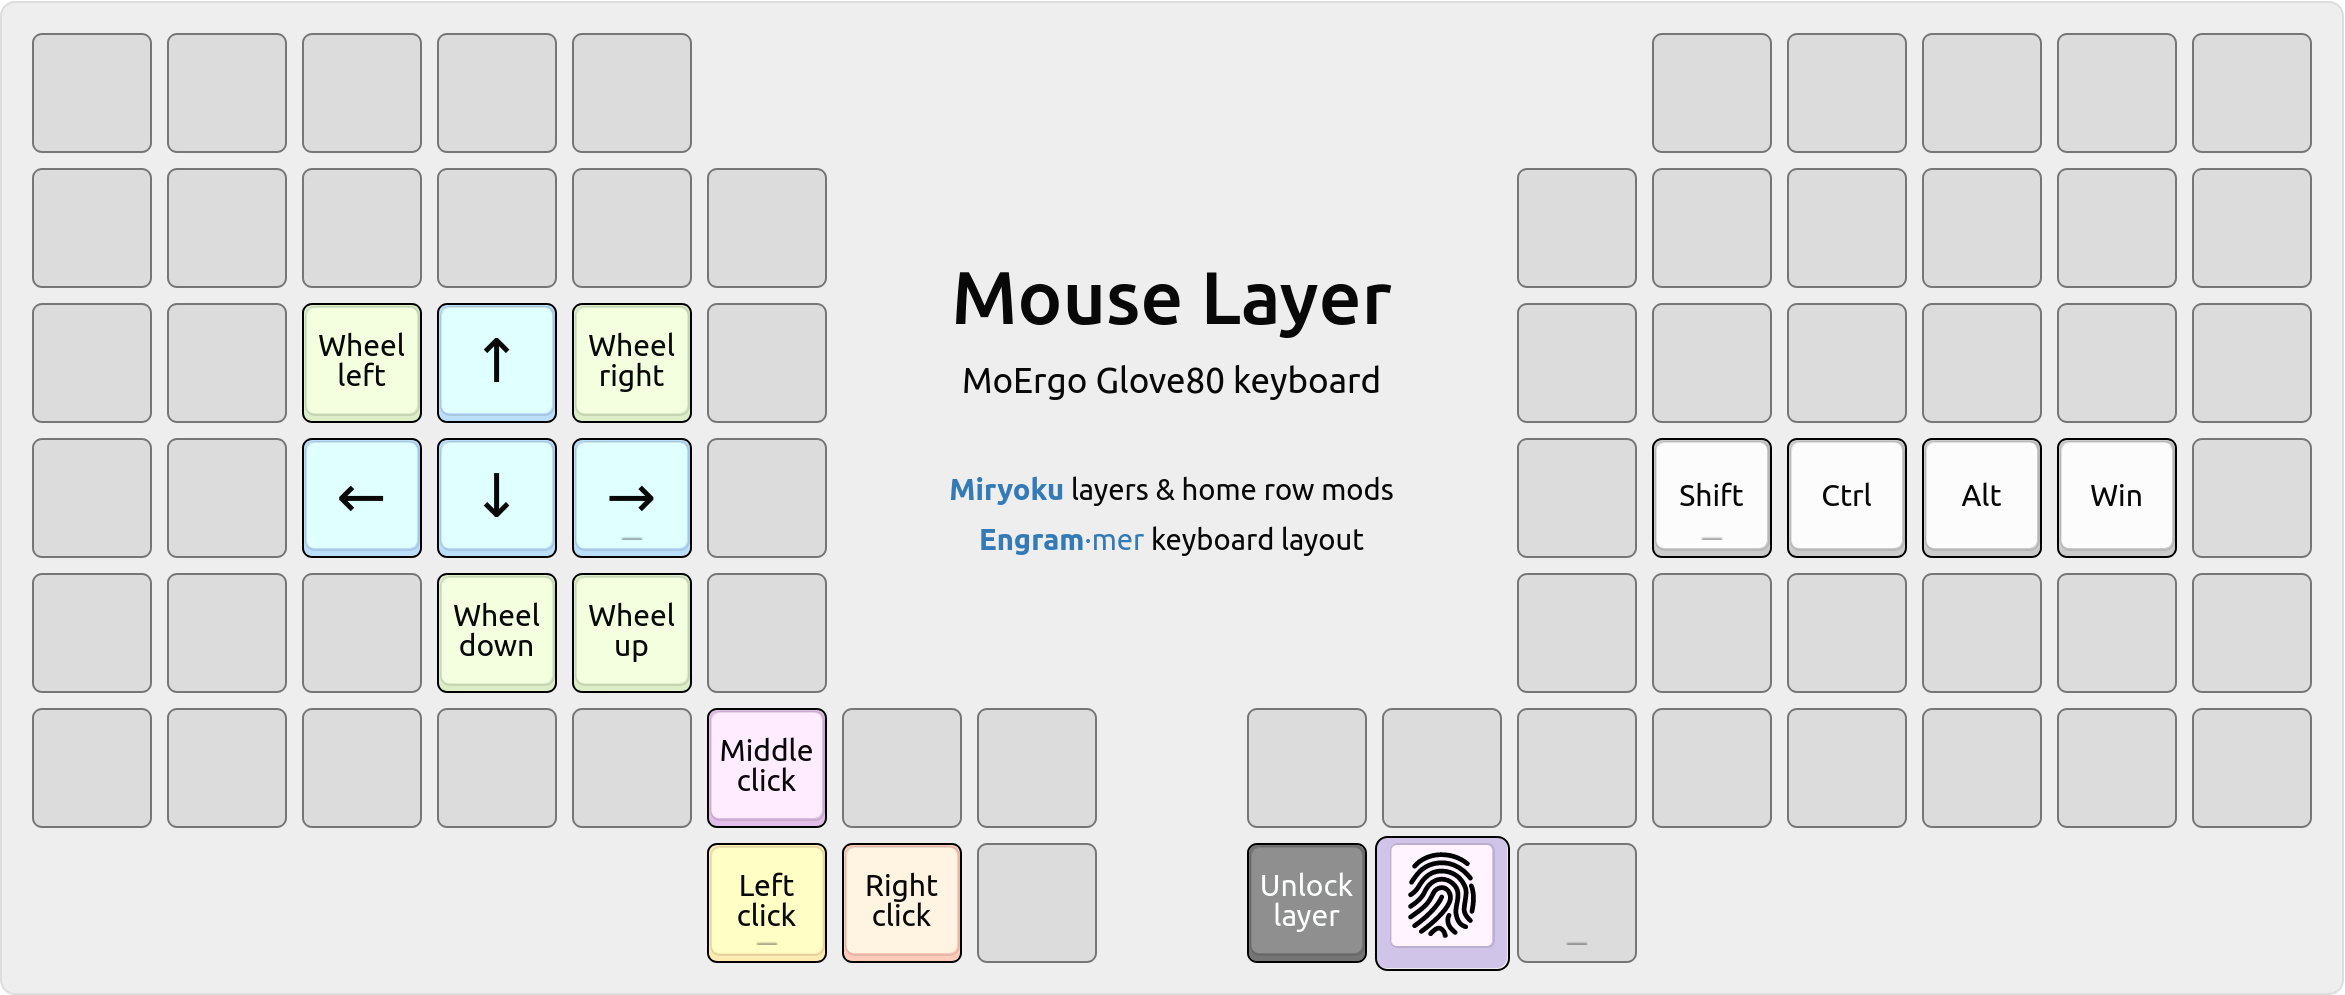 Mouse Layer
MoErgo Glove80 keyboard
Miryoku layers & home row mods
Engram·mer keyboard layout
Wheel
left
↑
Wheel
right
←
↓
→
Shift
Ctrl
Alt
Win
Wheel
down
Wheel
up
Middle
click
Left
click
Right
click
Unlock
layer